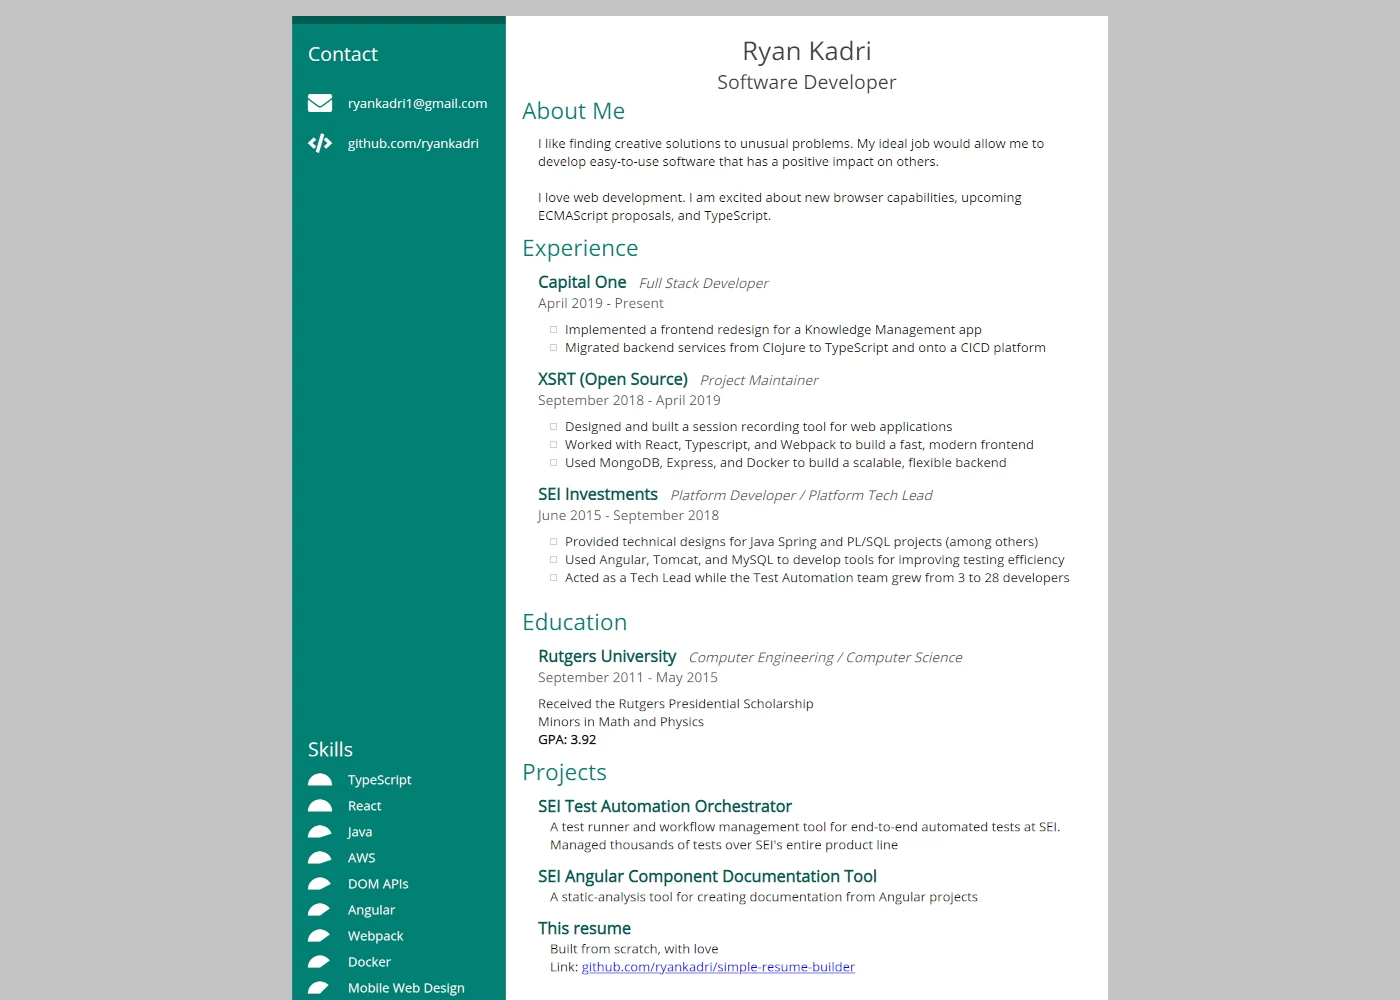 Contact
ryankadri1@gmail.com
github.com/ryankadri
Skills
TypeScript
React
Java
AWS
DOM APIs
Angular
Webpack
Docker
Mobile Web Design
Ryan Kadri
Software Developer
About Me
I like finding creative solutions to unusual problems. My ideal job would allow me to
develop easy-to-use software that has a positive impact on others.
I love web development. I am excited about new browser capabilities, upcoming
ECMAScript proposals, and TypeScript.
Experience
Capital One Full Stack Developer
April 2019 - Present
Implemented a frontend redesign for a Knowledge Management app
Migrated backend services from Clojure to TypeScript and onto a CICD platform
XSRT (Open Source) Project Maintainer
September 2018 - April 2019
Designed and built a session recording tool for web applications
Worked with React, Typescript, and Webpack to build a fast, modern frontend
Used MongoDB, Express, and Docker to build a scalable, flexible backend
SEI Investments Platform Developer / Platform Tech Lead
June 2015 - September 2018
Provided technical designs for Java Spring and PL/SQL projects (among others)
Used Angular, Tomcat, and MySQL to develop tools for improving testing efficiency
Acted as a Tech Lead while the Test Automation team grew from 3 to 28 developers
Education
Rutgers University Computer Engineering / Computer Science
September 2011 - May 2015
Received the Rutgers Presidential Scholarship
Minors in Math and Physics
GPA: 3.92
Projects
SEI Test Automation Orchestrator
A test runner and workflow management tool for end-to-end automated tests at SEI.
Managed thousands of tests over SEI's entire product line
SEI Angular Component Documentation Tool
A static-analysis tool for creating documentation from Angular projects
This resume
Built from scratch, with love
Link: github.com/ryankadri/simple-resume-builder